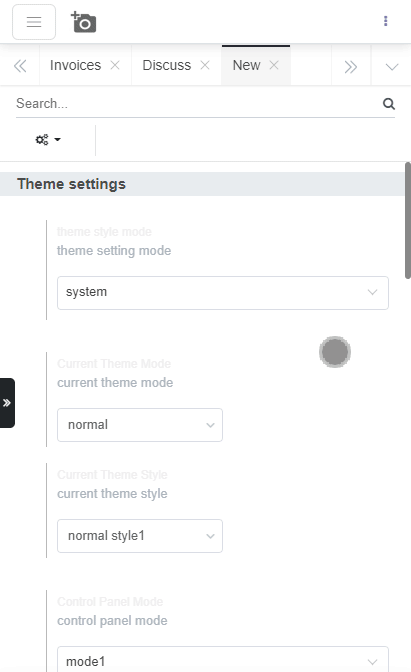 Invoices Discuss New
Search...
Theme settings
theme style mode
theme setting mode
system
Current Theme Mode
current theme mode
normal
Current Theme Style
current theme style
normal style1
Control Panel Mode
control panel mode
mode1